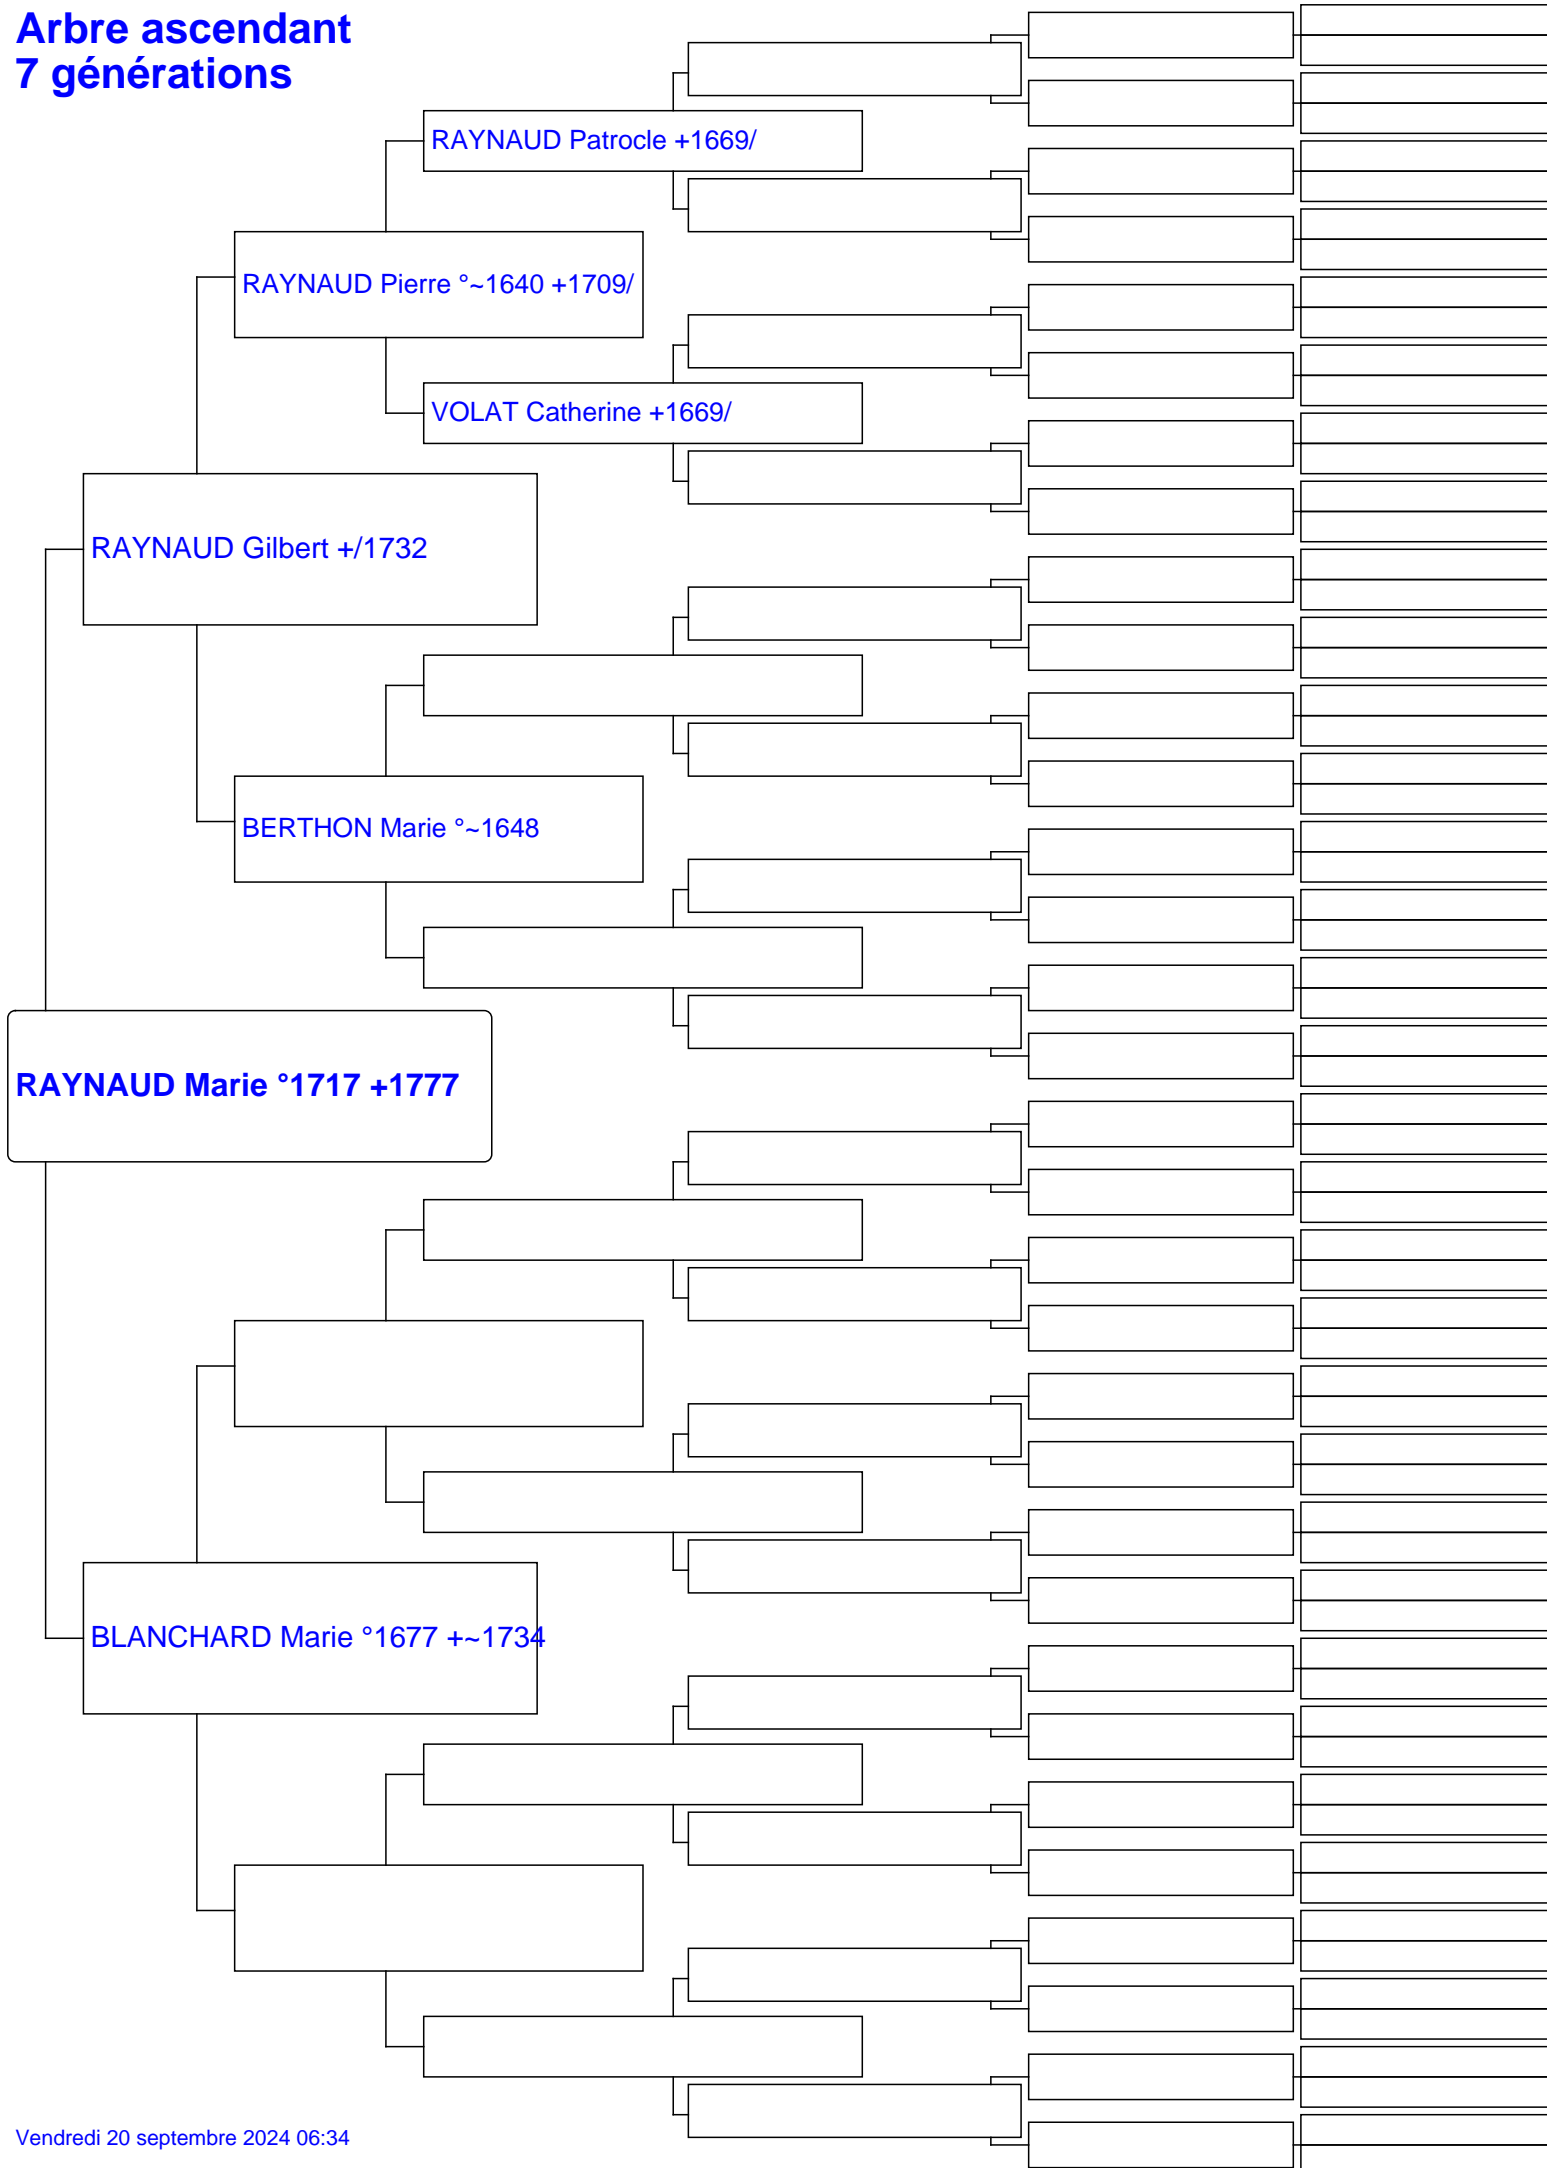 Arbre ascendant
7 générations
RAYNAUD Patrocle +1669/
RAYNAUD Pierre °~1640 +1709/
VOLAT Catherine +1669/
RAYNAUD Gilbert +/1732
BERTHON Marie °~1648
RAYNAUD Marie °1717 +1777
BLANCHARD Marie °1677 +~1734
Vendredi 20 septembre 2024 06:34